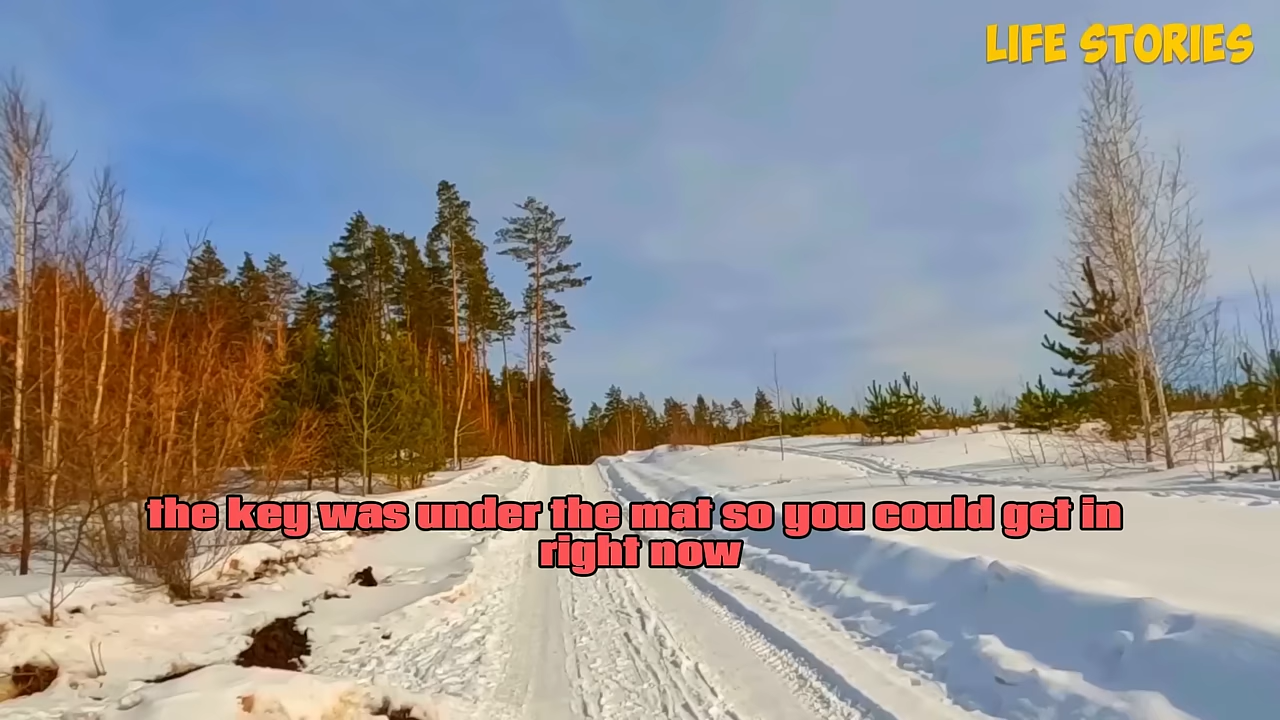 LIFE STORIES
the key was under the mat so you could get in
right now